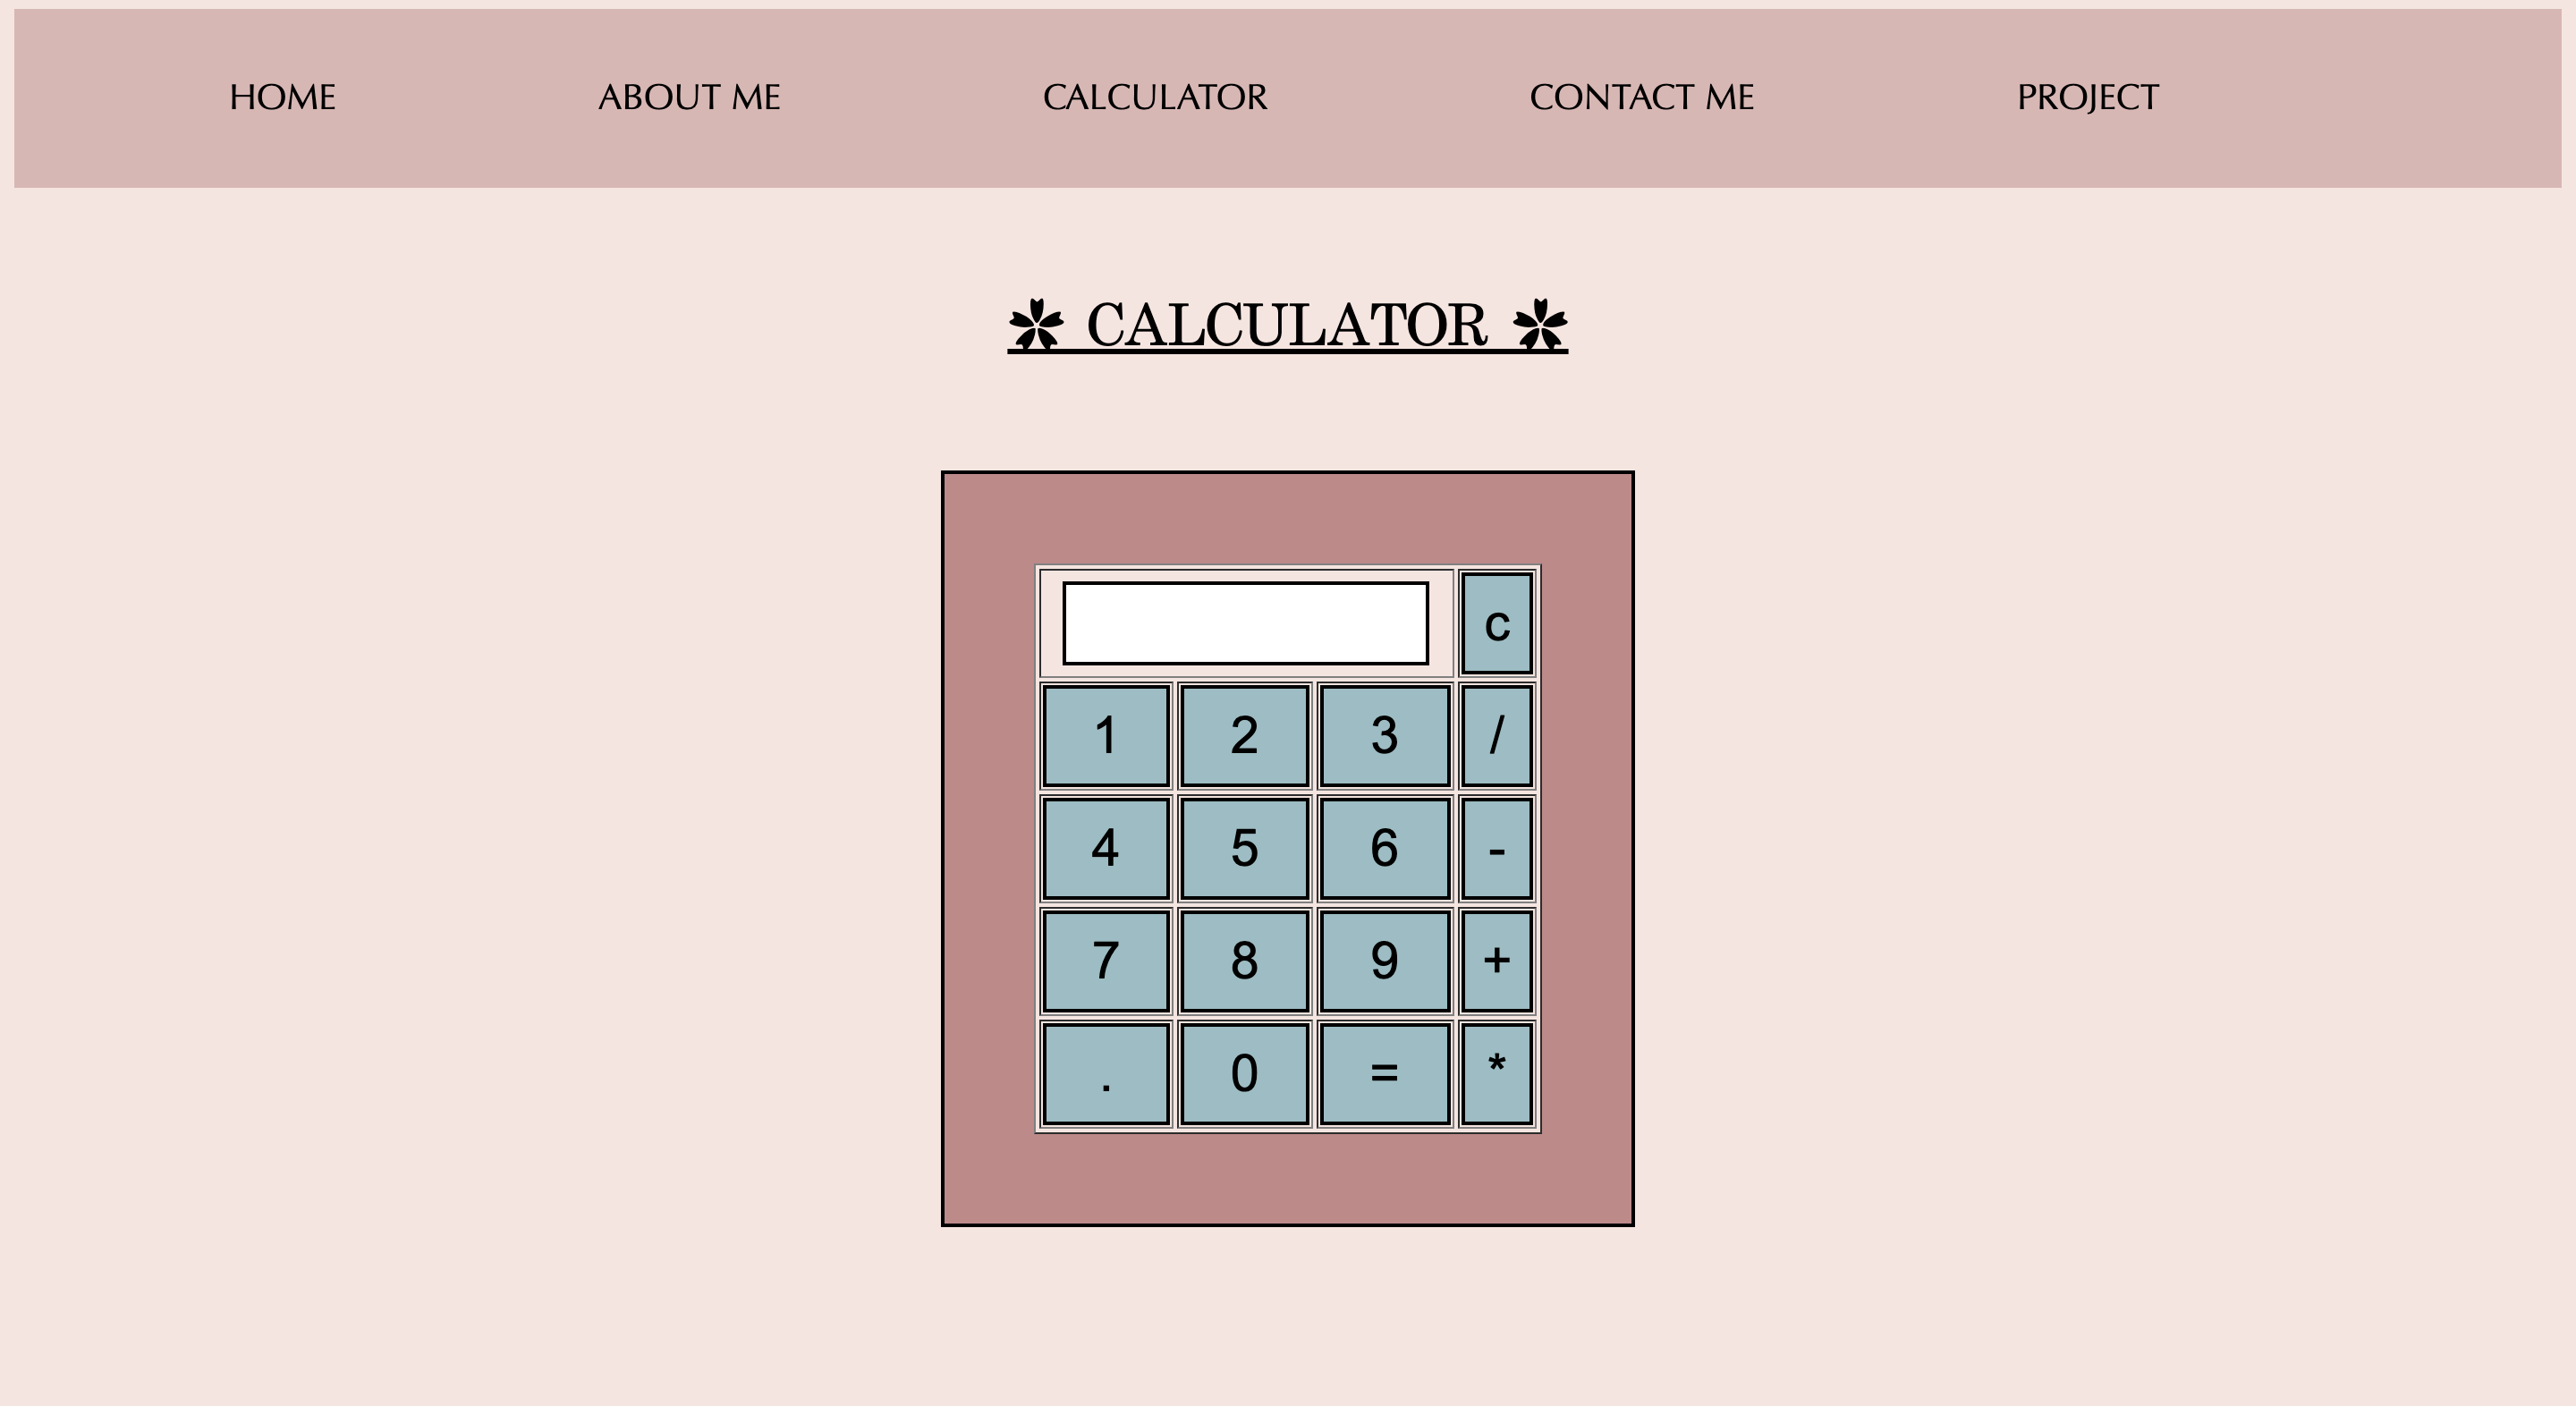 HOME ABOUT ME CALCULATOR CONTACT ME PROJECT
✿ CALCULATOR ✿
c
1 2 3 /
4 5 6 -
7 8 9 +
. 0 = *